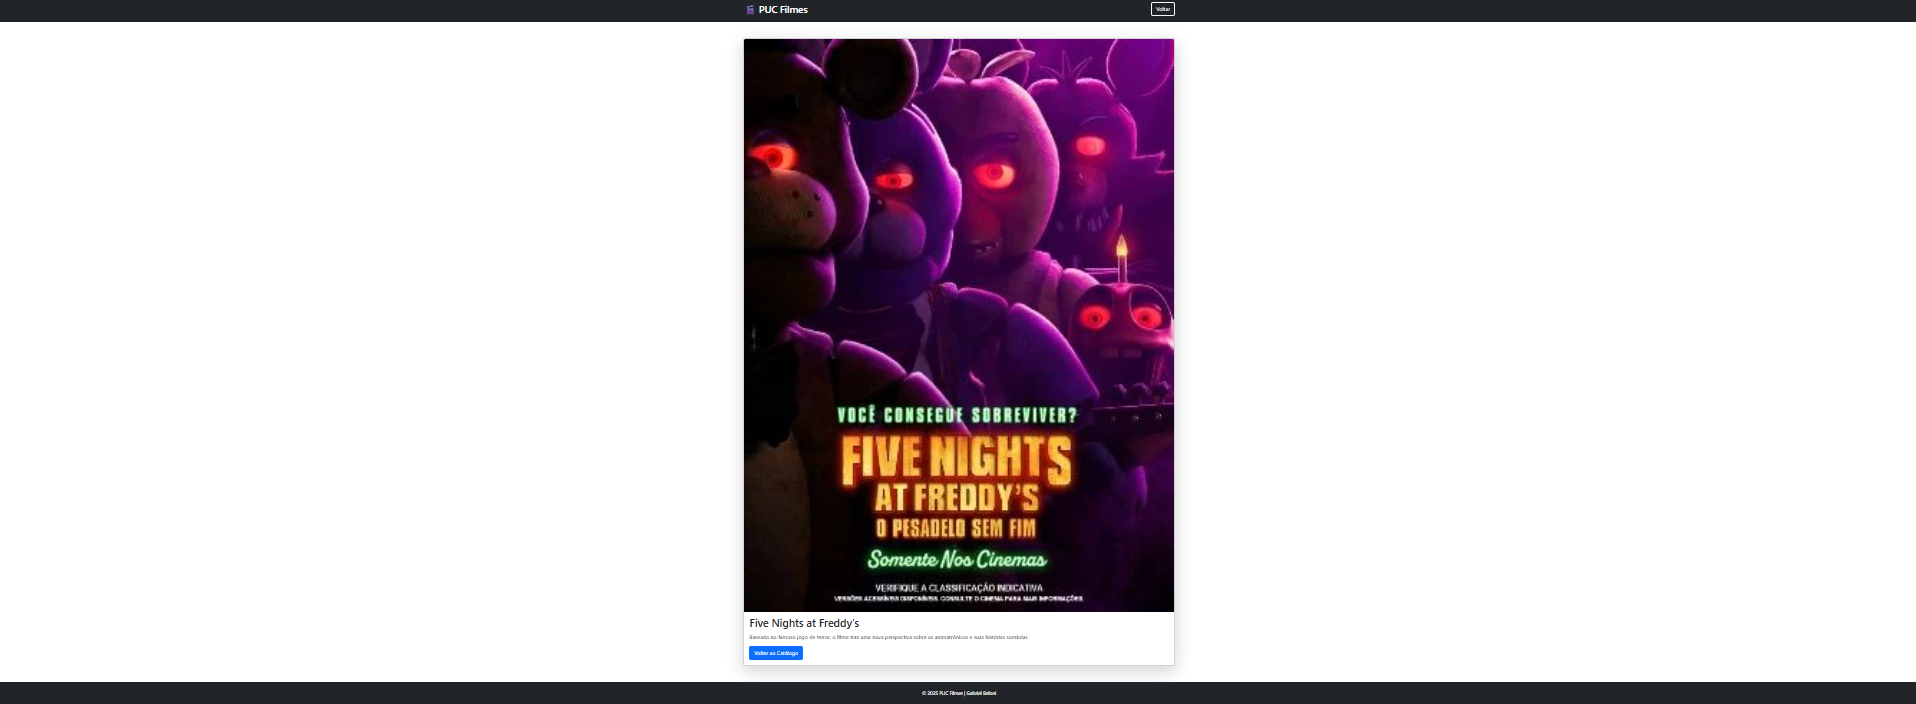 PUC Filmes
Voltar
VOCÊ CONSEGUE SOBREVIVER?
FIVE NIGHTS
AT FREDDY'S
O PESADELO SEM FIM
Somente Nos Cinemas
VERIFIQUE A CLASSIFICAÇÃO INDICATIVA
VERSÕES ACESSÍVEIS DISPONÍVEIS. CONSULTE O CINEMA PARA MAIS INFORMAÇÕES
Five Nights at Freddy's
Baseado no famoso jogo de terror, o filme traz uma nova perspectiva sobre os animatrônicos e suas histórias sombrias.
Voltar ao Catálogo
© 2025 PUC Filmes | Gabriel Beloni